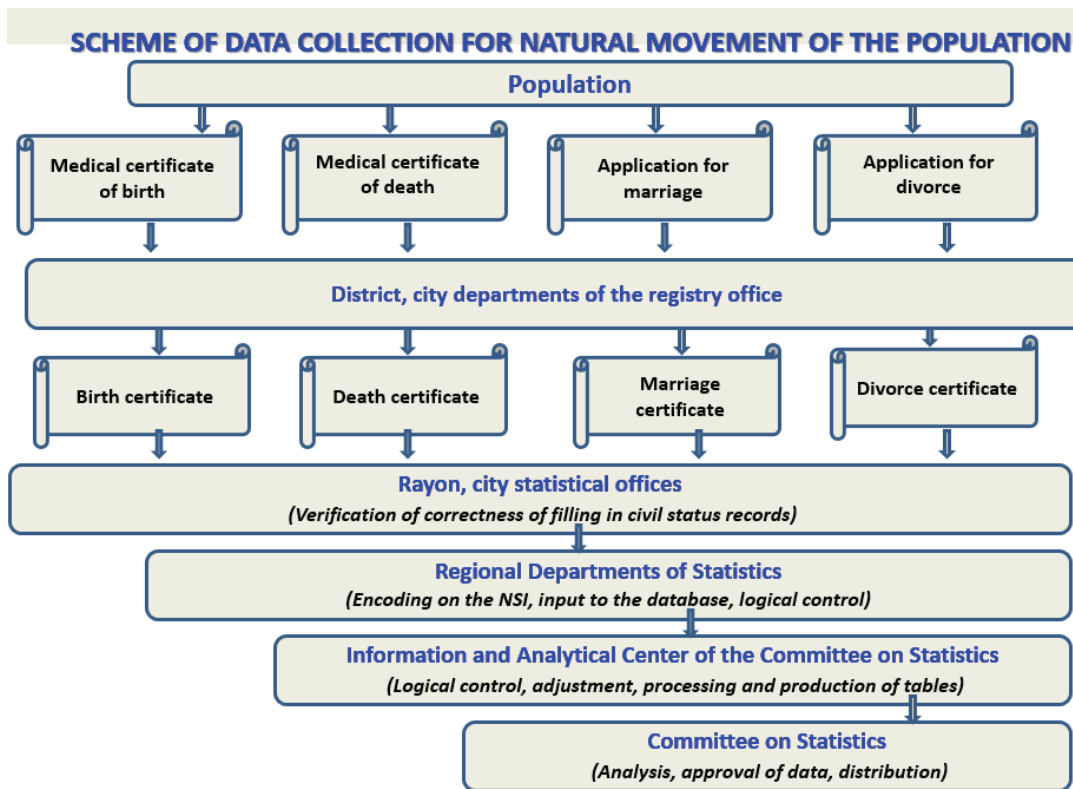 SCHEME OF DATA COLLECTION FOR NATURAL MOVEMENT OF THE POPULATION
Population
Medical certificate
of birth
Medical certificate
of death
Application for
marriage
Application for
divorce
District, city departments of the registry office
Birth certificate
Death certificate
Marriage
certificate
Divorce certificate
Rayon, city statistical offices
(Verification of correctness of filling in civil status records)
Regional Departments of Statistics
(Encoding on the NSI, input to the database, logical control)
Information and Analytical Center of the Committee on Statistics
(Logical control, adjustment, processing and production of tables)
Committee on Statistics
(Analysis, approval of data, distribution)